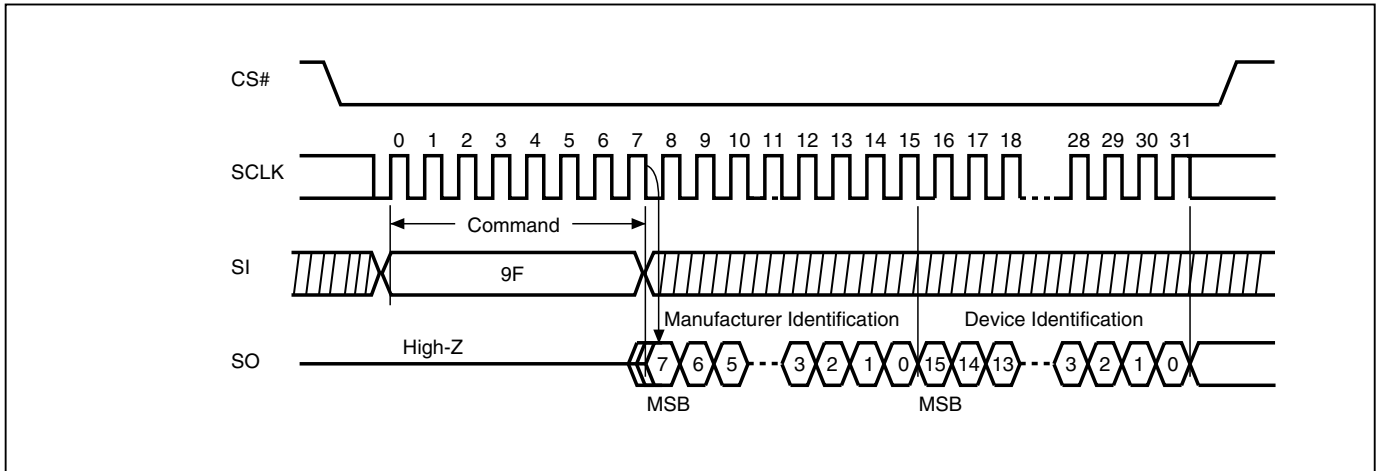 CS#
0 1 2 3 4 5 6 7 8 9 10 11 12 13 14 15 16 17 18 28 29 30 31
SCLK
Command
SI
9F
Manufacturer Identification Device Identification
High-Z
SO
7 6 5 3 2 1 0 15 14 13 3 2 1 0
MSB MSB